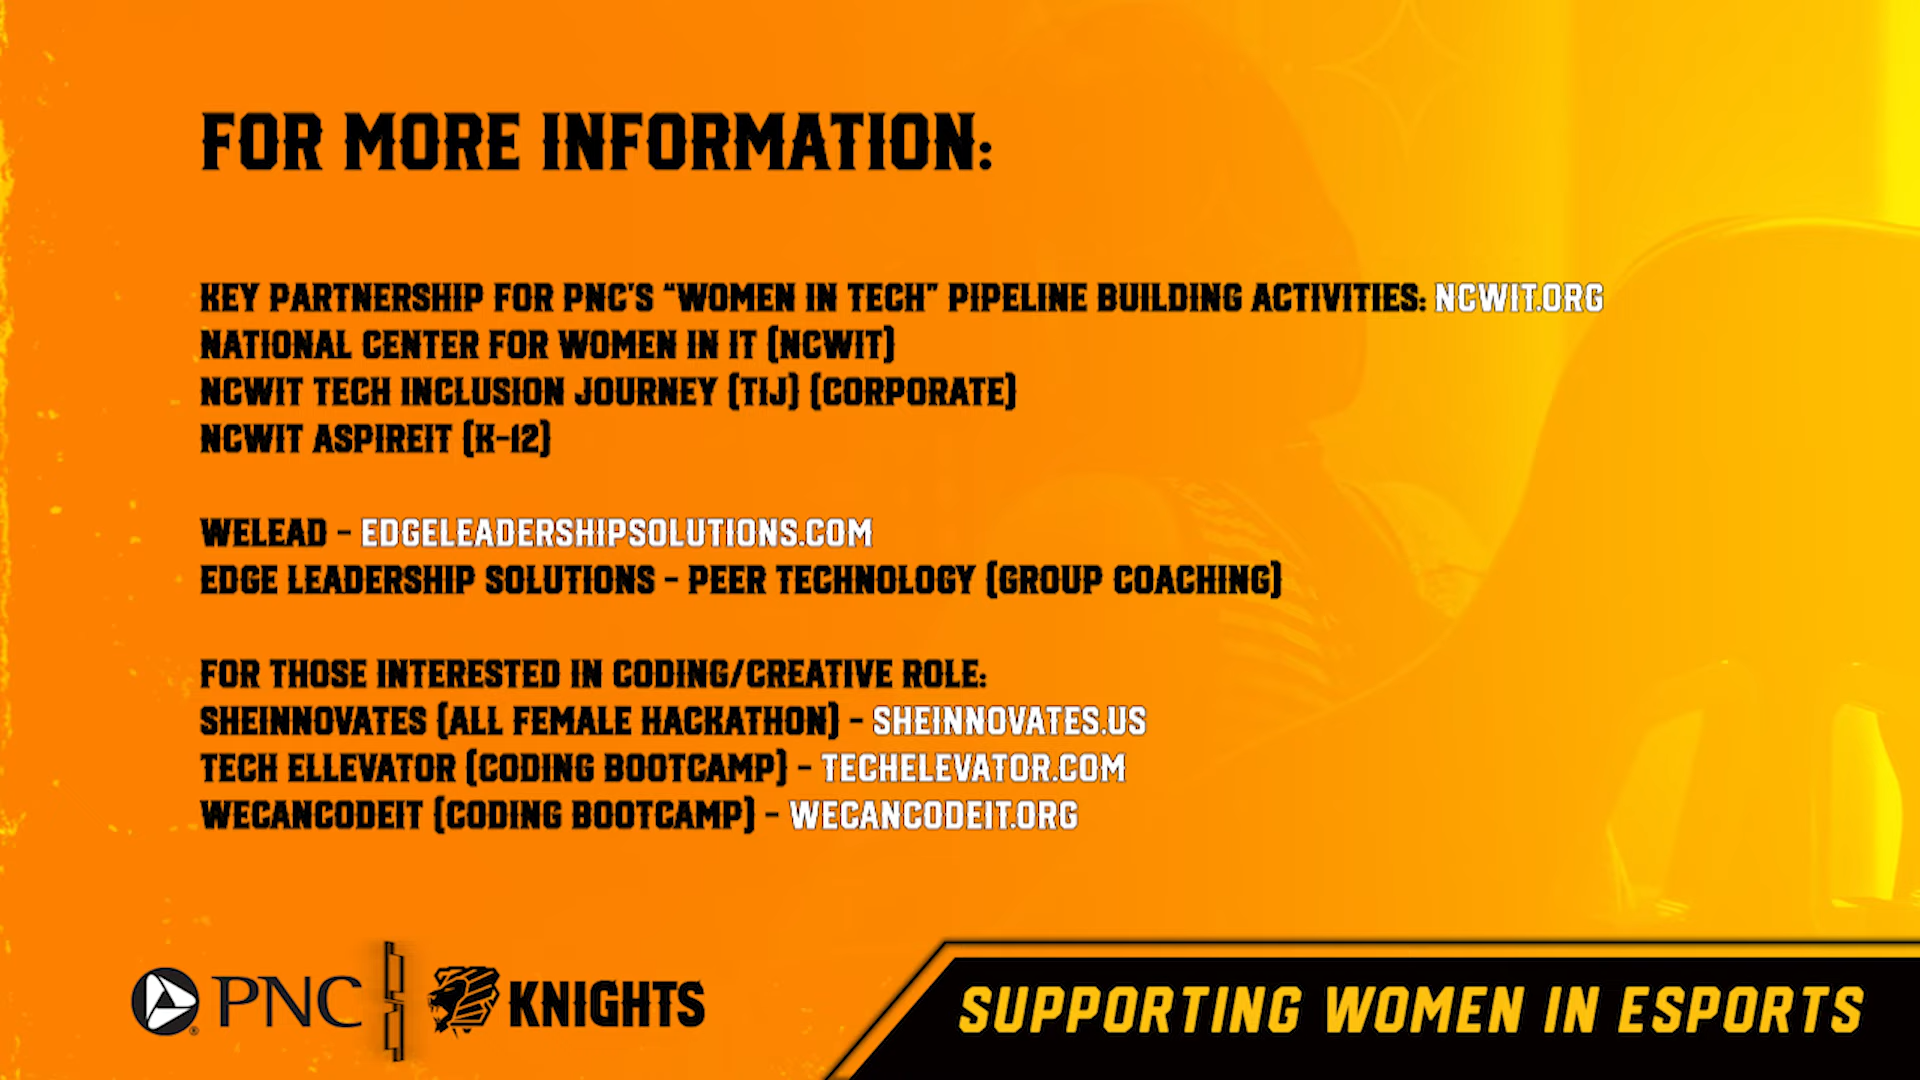 FOR MORE INFORMATION:
KEY PARTNERSHIP FOR PNC'S “WOMEN IN TECH” PIPELINE BUILDING ACTIVITIES: NCWIT.ORG
NATIONAL CENTER FOR WOMEN IN IT (NCWIT)
NCWIT TECH INCLUSION JOURNEY (TIJ) (CORPORATE)
NCWIT ASPIREIT (K-12)
WELEAD - EDGELEADERSHIPSOLUTIONS.COM
EDGE LEADERSHIP SOLUTIONS - PEER TECHNOLOGY (GROUP COACHING)
FOR THOSE INTERESTED IN CODING/CREATIVE ROLE:
SHEINNOVATES (ALL FEMALE HACKATHON) - SHEINNOVATES.US
TECH ELLEVATOR (CODING BOOTCAMP) - TECHELEVATOR.COM
WECANCODEIT (CODING BOOTCAMP) - WECANCODEIT.ORG
PNC® KNIGHTS
SUPPORTING WOMEN IN ESPORTS